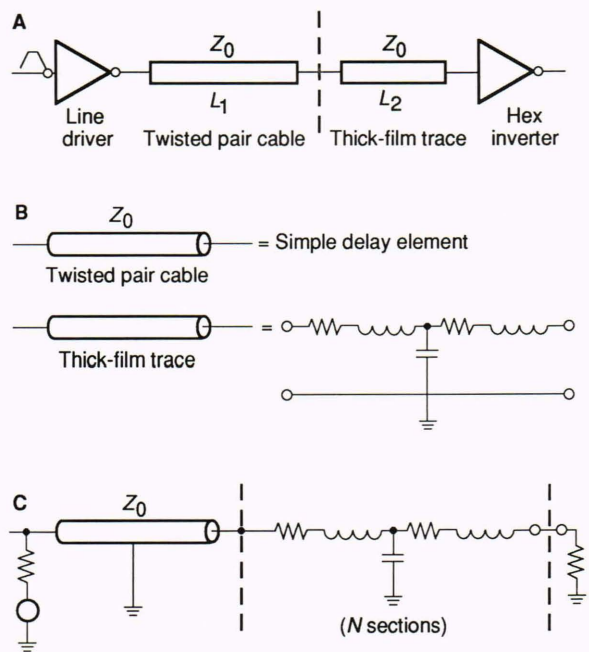 A
Z0
Z0
L1
L2
Line
driver
Twisted pair cable
Thick-film trace
Hex
inverter
B
Z0
= Simple delay element
Twisted pair cable
=
Thick-film trace
C
Z0
(N sections)